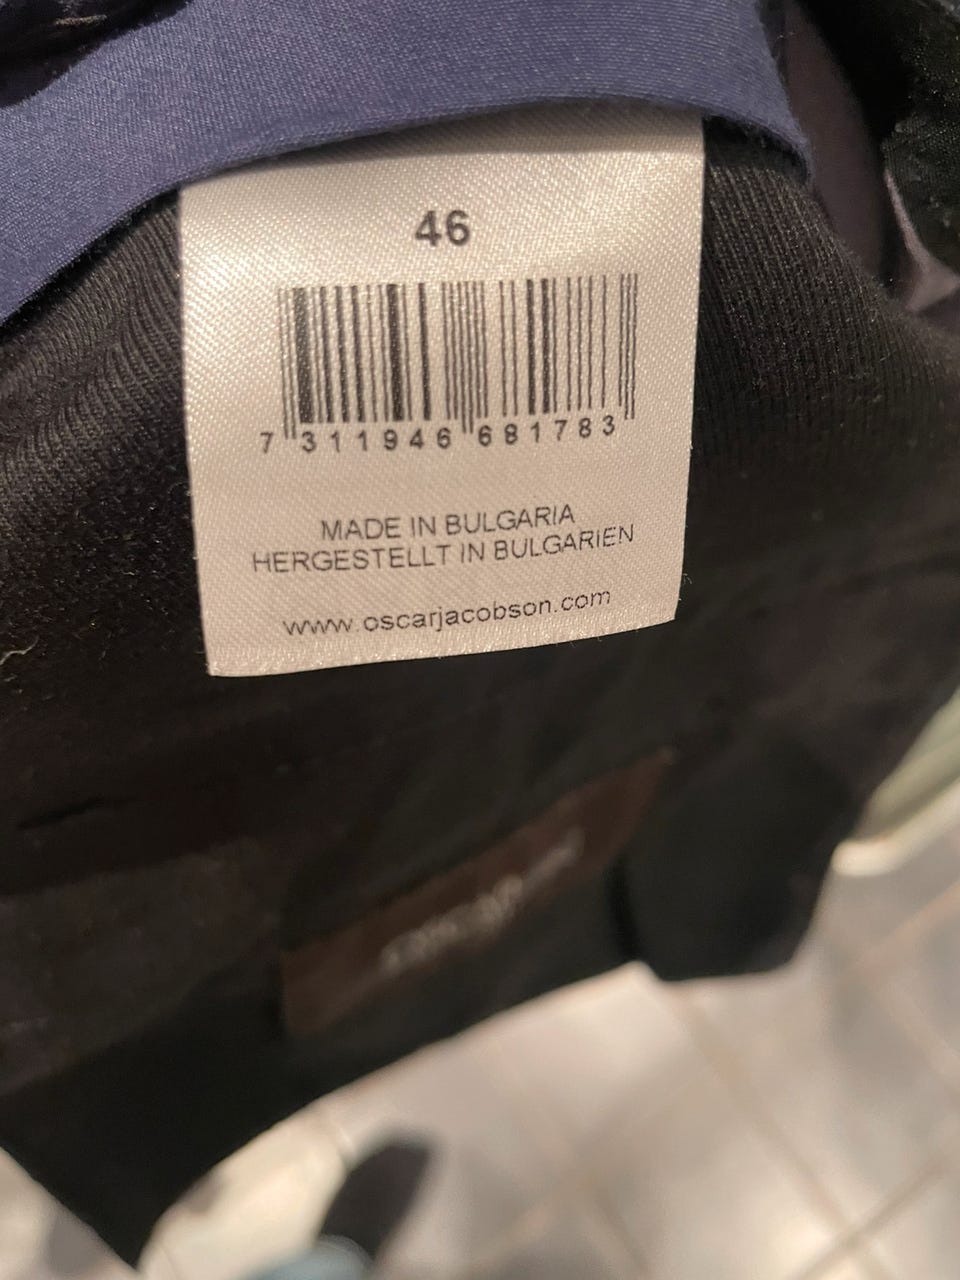 46
7 311946 681783
MADE IN BULGARIA
HERGESTELLT IN BULGARIEN
www.oscarjacobson.com